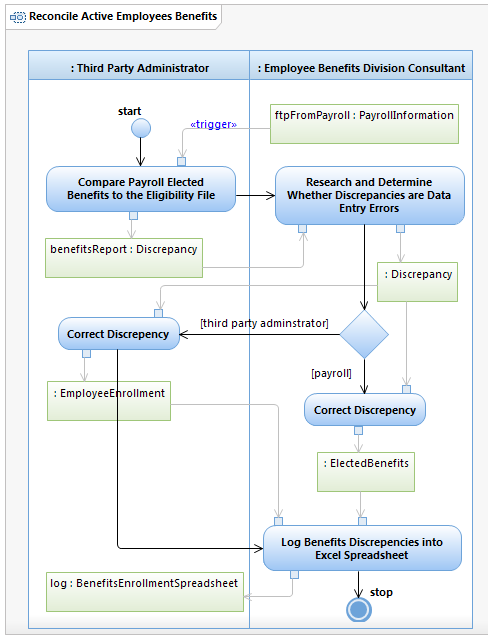 Reconcile Active Employees Benefits
: Third Party Administrator
: Employee Benefits Division Consultant
start
«trigger»
ftpFromPayroll : PayrollInformation
Compare Payroll Elected
Benefits to the Eligibility File
Research and Determine
Whether Discrepancies are Data
Entry Errors
benefitsReport : Discrepancy
: Discrepancy
Correct Discrepency
[third party adminstrator]
[payroll]
: EmployeeEnrollment
Correct Discrepency
: ElectedBenefits
Log Benefits Discrepencies into
Excel Spreadsheet
log : BenefitsEnrollmentSpreadsheet
stop